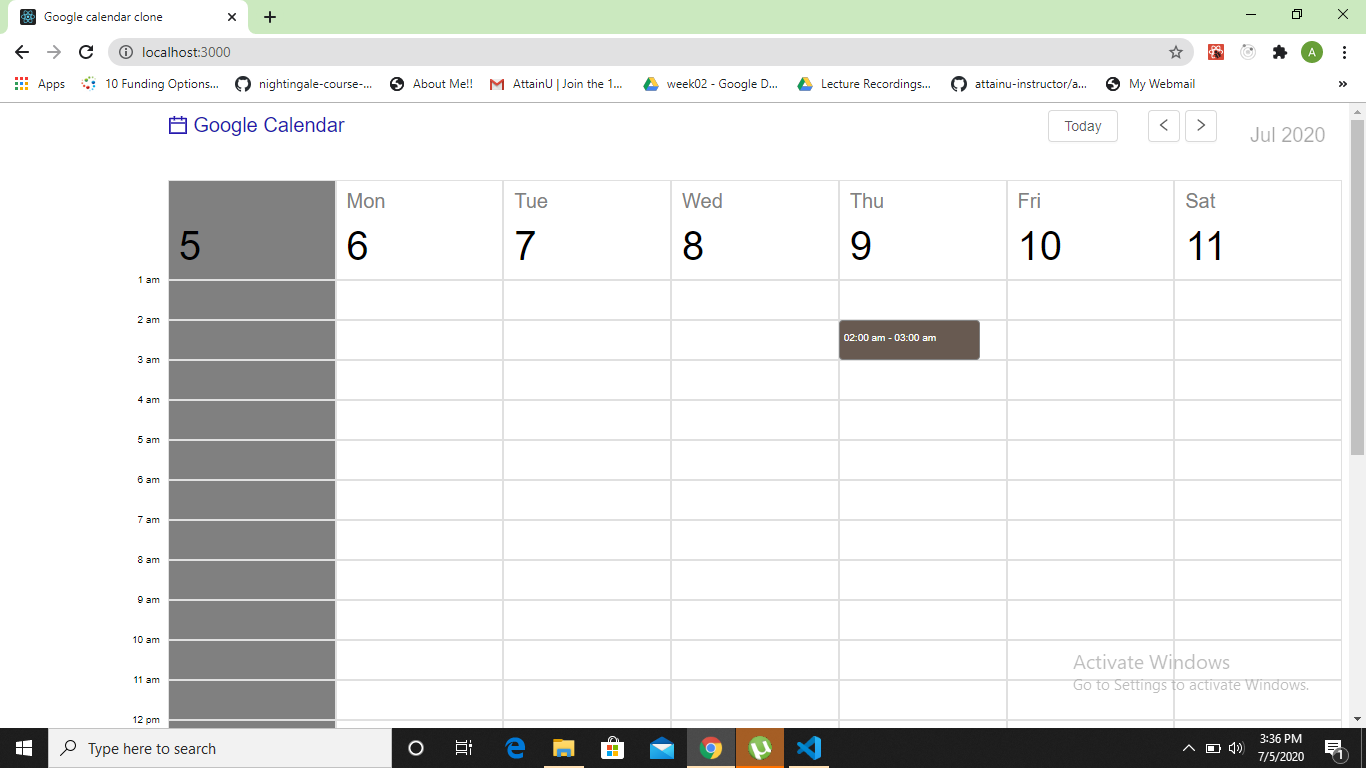 Google calendar clone
localhost:3000
A
Apps
10 Funding Options...
nightingale-course-...
About Me!!
AttainU | Join the 1...
week02 - Google D...
Lecture Recordings...
attainu-instructor/a...
My Webmail
»
Google Calendar
Today
Jul 2020
Mon
Tue
Wed
Thu
Fri
Sat
5
6
7
8
9
10
11
1 am
2 am
02:00 am - 03:00 am
3 am
4 am
5 am
6 am
7 am
8 am
9 am
10 am
11 am
12 pm
Activate Windows
Go to Settings to activate Windows.
Type here to search
3:36 PM
7/5/2020
1